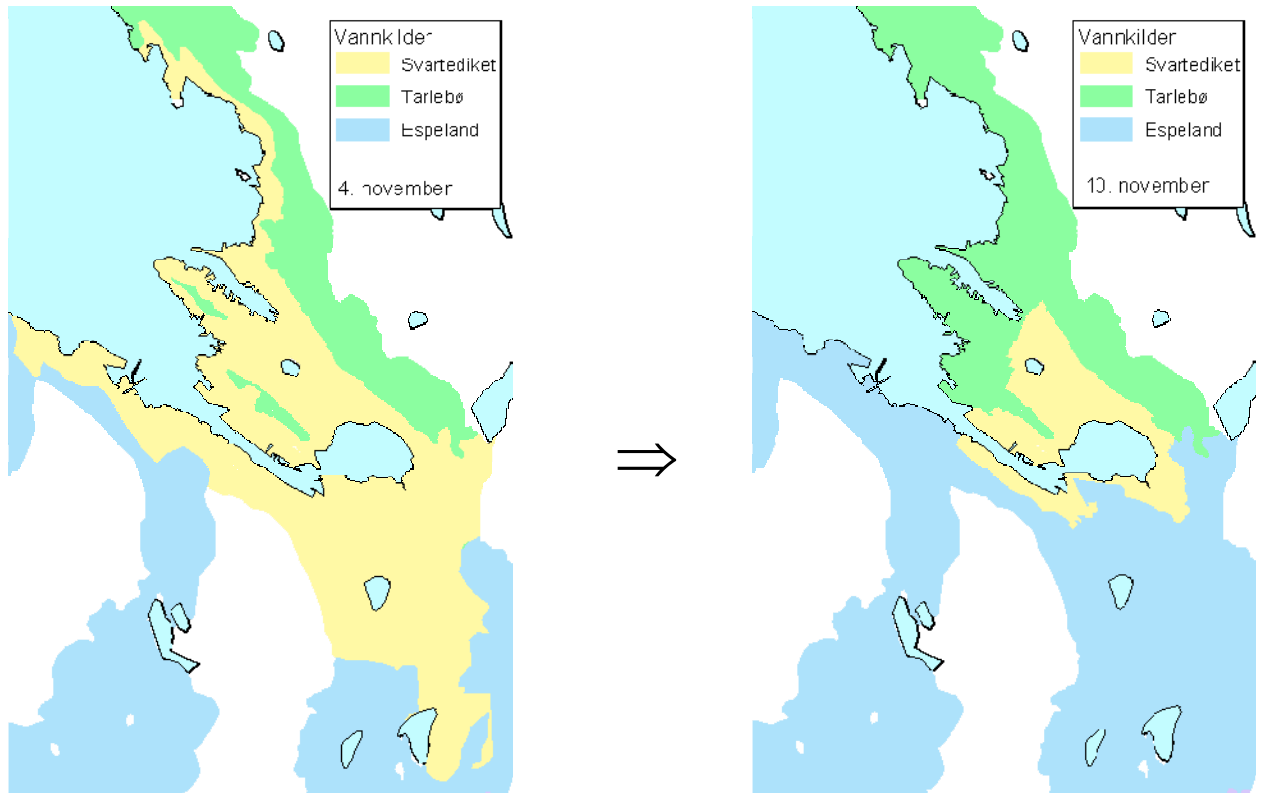 Vannkilder
Svartediket
Tarlebø
Espeland
4. november
Vannkilder
Svartediket
Tarlebø
Espeland
10. november